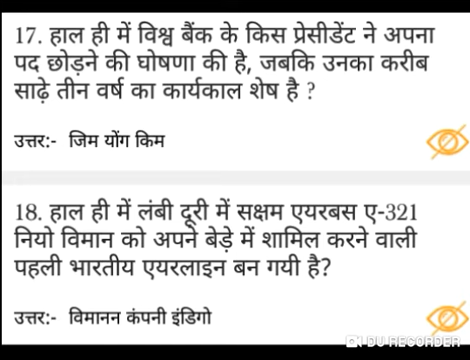 17. हाल ही में विश्व बैंक के किस प्रेसीडेंट ने अपना
पद छोड़ने की घोषणा की है, जबकि उनका करीब
साढ़े तीन वर्ष का कार्यकाल शेष है ?
उत्तर:- जिम योंग किम
18. हाल ही में लंबी दूरी में सक्षम एयरबस ए-321
नियो विमान को अपने बेड़े में शामिल करने वाली
पहली भारतीय एयरलाइन बन गयी है?
उत्तर:- विमानन कंपनी इंडिगो
DU RECORDER